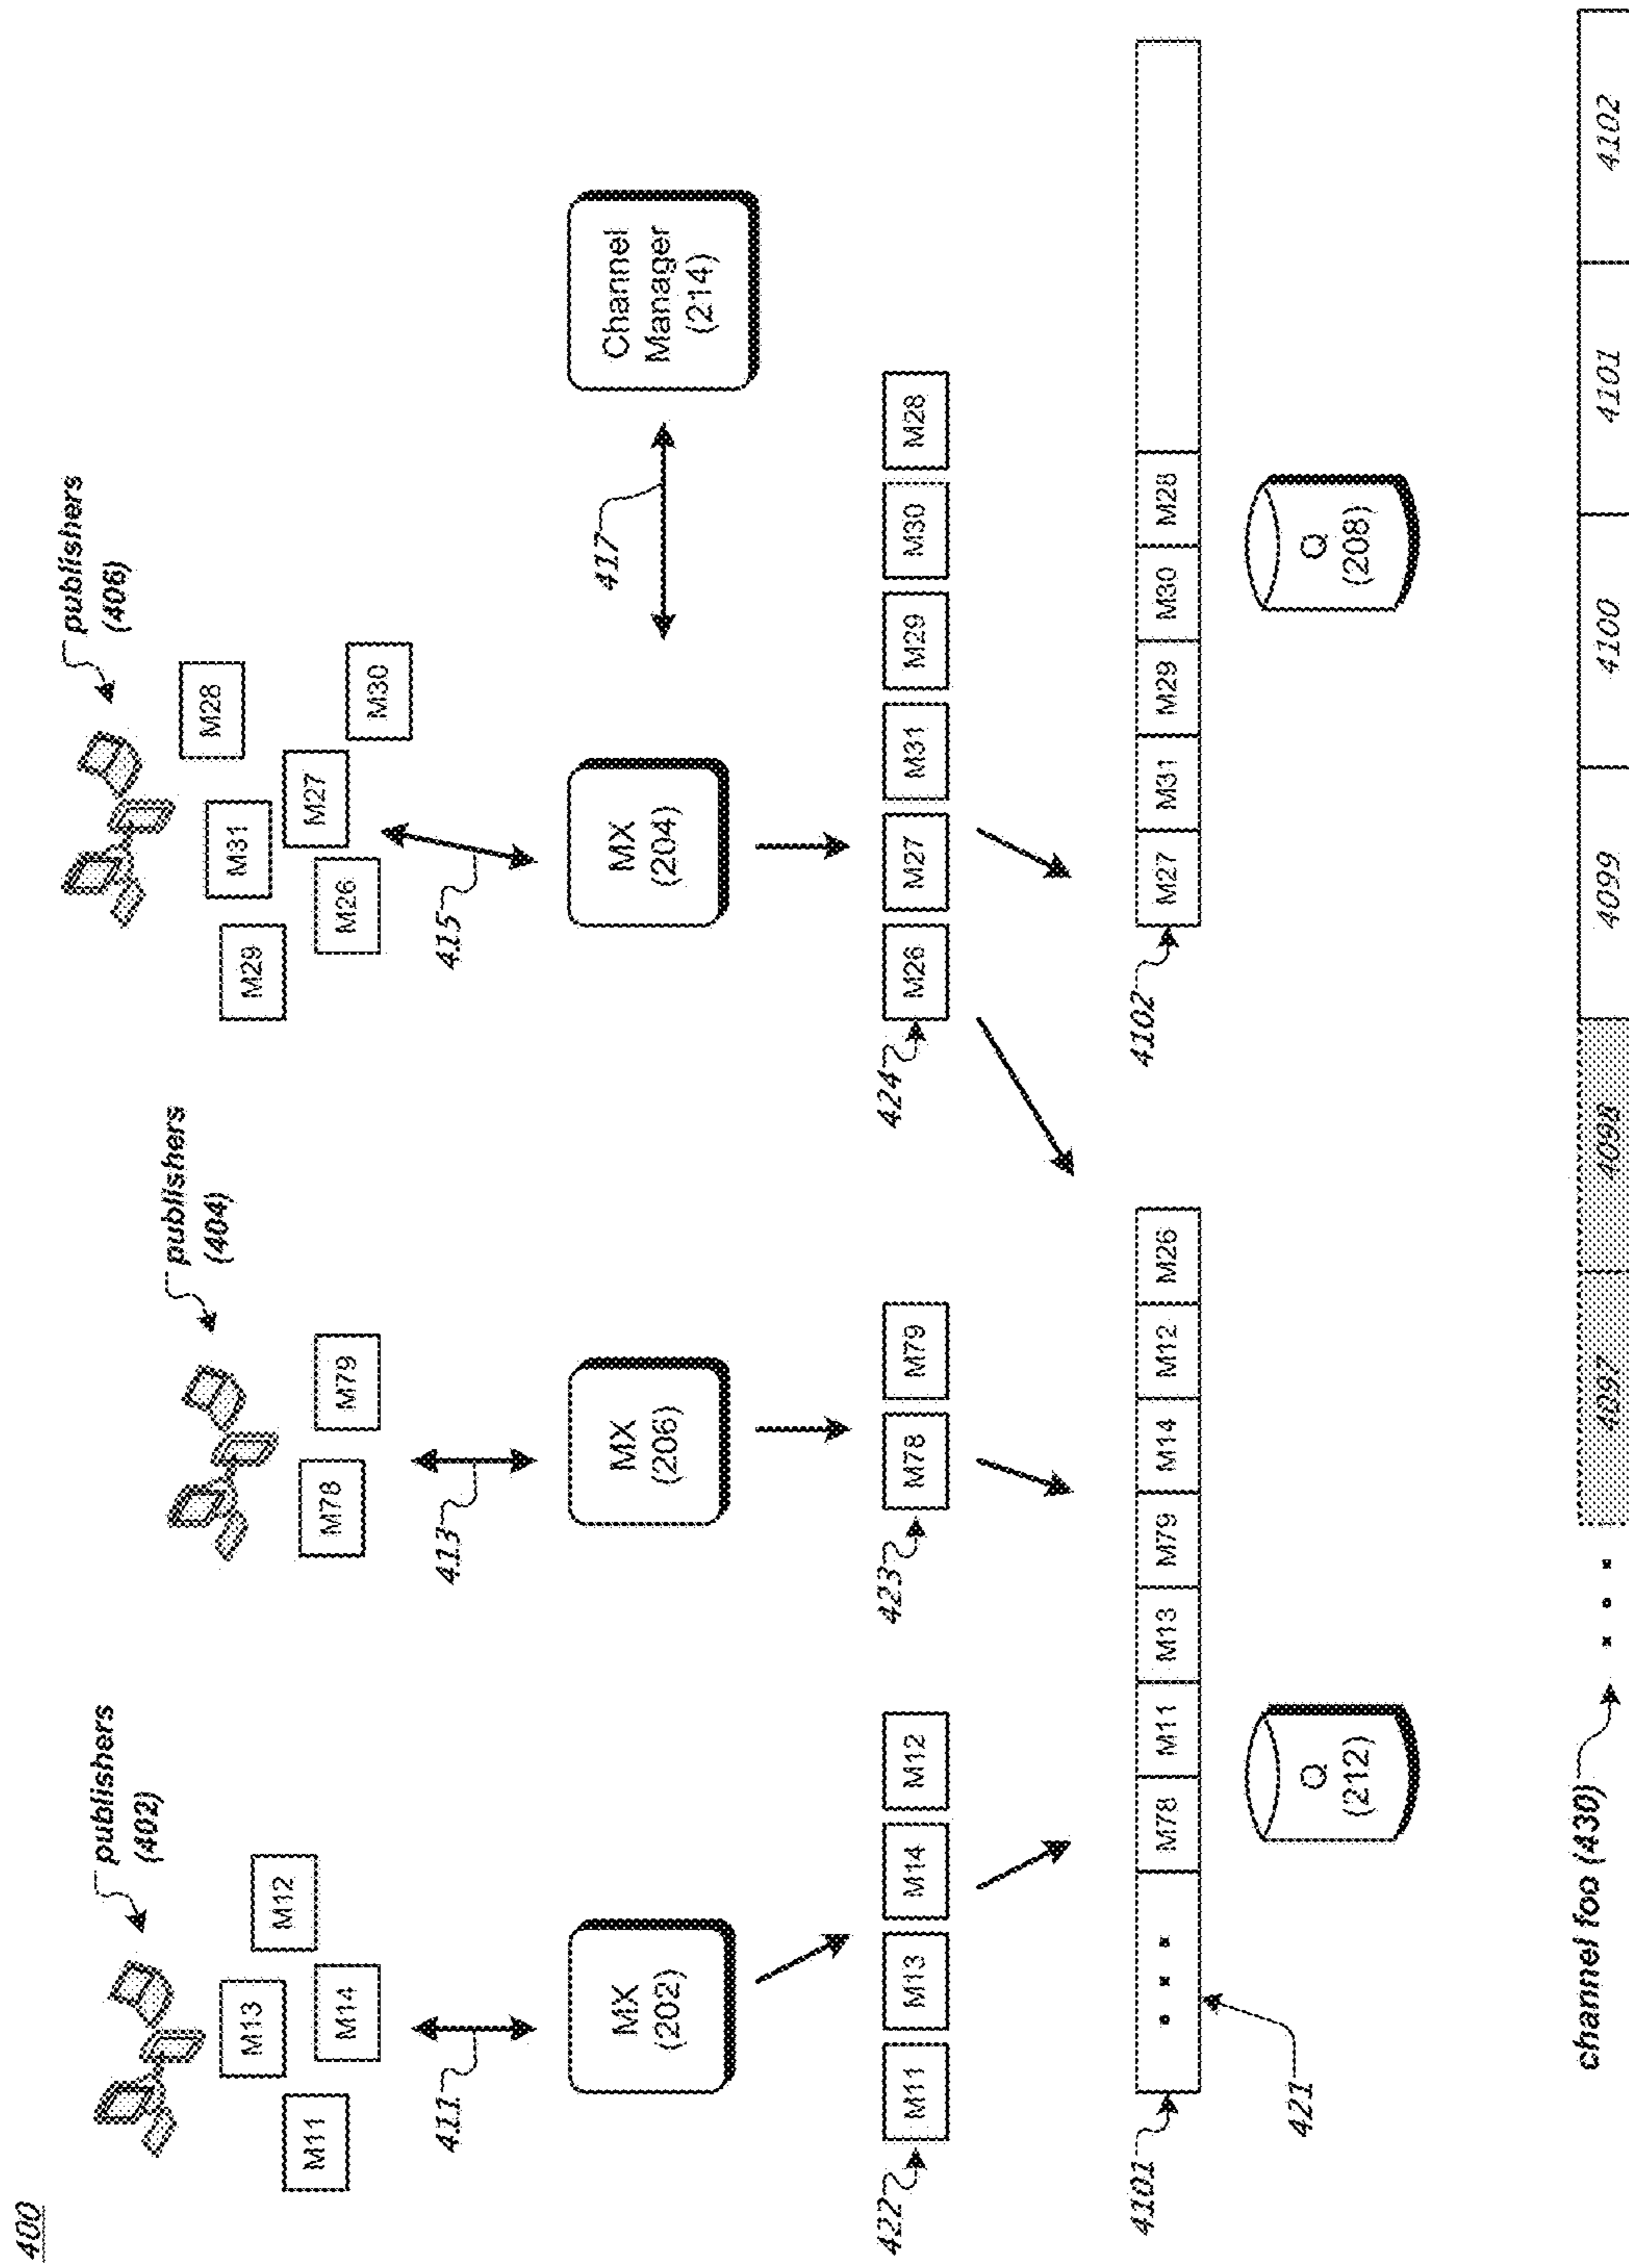 400
publishers
(402)
publishers
(404)
publishers
(406)
M11
M13
M14
M12
M78
M79
M29
M26
M31
M27
M28
M30
411
413
415
417
MX
(202)
MX
(206)
MX
(204)
Channel
Manager
(214)
422
M11
M13
M14
M12
423
M78
M79
424
M26
M27
M31
M29
M30
M28
4101
M78
M11
M13
M79
M14
M12
M26
4102
M27
M31
M29
M30
M28
421
Q
(212)
Q
(208)
channel foo (430)
4097
4098
4099
4100
4101
4102